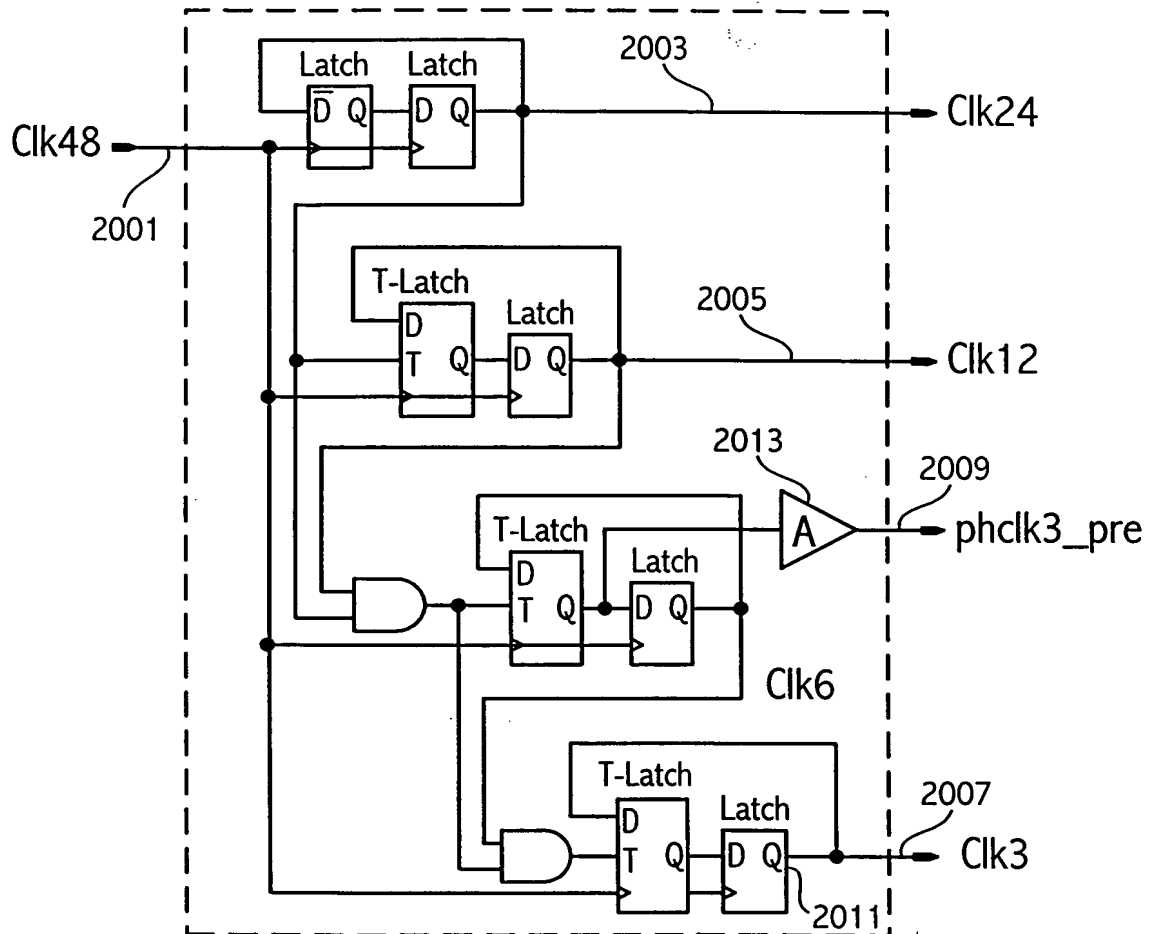 2003
Latch Latch
D̅ Q D Q
Clk24
Clk48
2001
T-Latch
2005
Latch
D
T Q D Q
Clk12
2013
2009
T-Latch
A
phclk3_pre
Latch
D
T Q D Q
Clk6
T-Latch
2007
Latch
D
T Q D Q
Clk3
2011